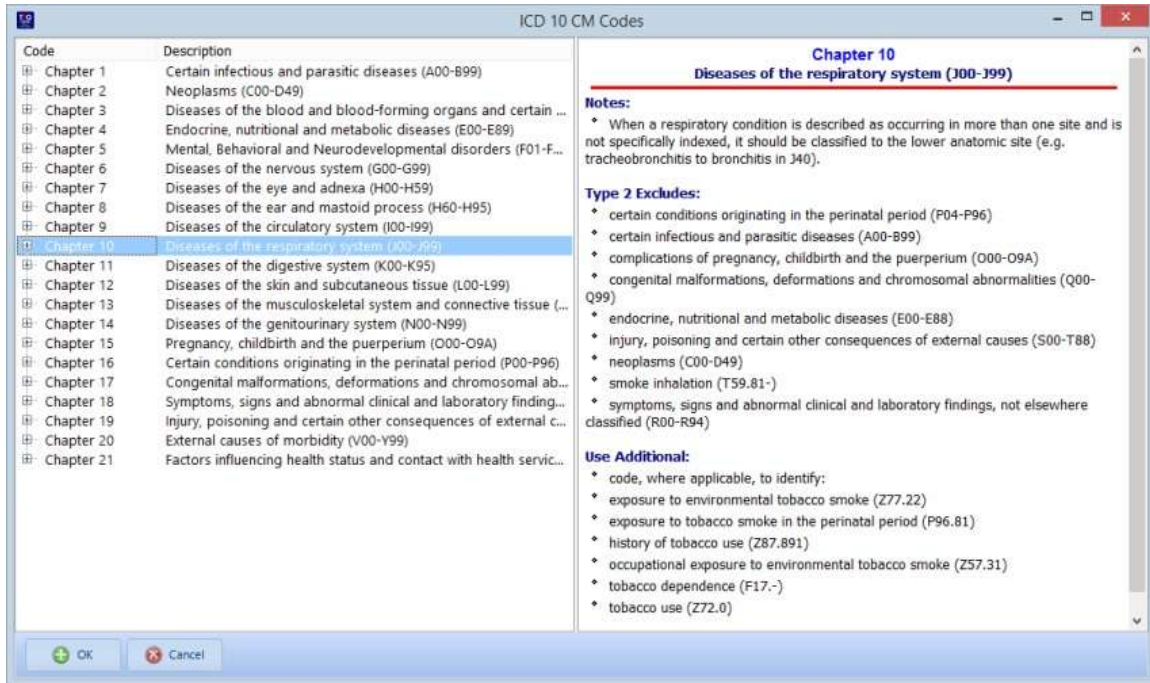 ICD 10 CM Codes
Code Description
Chapter 1 Certain infectious and parasitic diseases (A00-B99)
Chapter 2 Neoplasms (C00-D49)
Chapter 3 Diseases of the blood and blood-forming organs and certain ...
Chapter 4 Endocrine, nutritional and metabolic diseases (E00-E89)
Chapter 5 Mental, Behavioral and Neurodevelopmental disorders (F01-F...
Chapter 6 Diseases of the nervous system (G00-G99)
Chapter 7 Diseases of the eye and adnexa (H00-H59)
Chapter 8 Diseases of the ear and mastoid process (H60-H95)
Chapter 9 Diseases of the circulatory system (I00-I99)
Chapter 10 Diseases of the respiratory system (J00-J99)
Chapter 11 Diseases of the digestive system (K00-K95)
Chapter 12 Diseases of the skin and subcutaneous tissue (L00-L99)
Chapter 13 Diseases of the musculoskeletal system and connective tissue (...
Chapter 14 Diseases of the genitourinary system (N00-N99)
Chapter 15 Pregnancy, childbirth and the puerperium (O00-O9A)
Chapter 16 Certain conditions originating in the perinatal period (P00-P96)
Chapter 17 Congenital malformations, deformations and chromosomal ab...
Chapter 18 Symptoms, signs and abnormal clinical and laboratory finding...
Chapter 19 Injury, poisoning and certain other consequences of external c...
Chapter 20 External causes of morbidity (V00-Y99)
Chapter 21 Factors influencing health status and contact with health servic...
Chapter 10
Diseases of the respiratory system (J00-J99)
Notes:
* When a respiratory condition is described as occurring in more than one site and is
not specifically indexed, it should be classified to the lower anatomic site (e.g.
tracheobronchitis to bronchitis in J40).
Type 2 Excludes:
* certain conditions originating in the perinatal period (P04-P96)
* certain infectious and parasitic diseases (A00-B99)
* complications of pregnancy, childbirth and the puerperium (O00-O9A)
* congenital malformations, deformations and chromosomal abnormalities (Q00-
Q99)
* endocrine, nutritional and metabolic diseases (E00-E88)
* injury, poisoning and certain other consequences of external causes (S00-T88)
* neoplasms (C00-D49)
* smoke inhalation (T59.81-)
* symptoms, signs and abnormal clinical and laboratory findings, not elsewhere
classified (R00-R94)
Use Additional:
* code, where applicable, to identify:
* exposure to environmental tobacco smoke (Z77.22)
* exposure to tobacco smoke in the perinatal period (P96.81)
* history of tobacco use (Z87.891)
* occupational exposure to environmental tobacco smoke (Z57.31)
* tobacco dependence (F17.-)
* tobacco use (Z72.0)
OK Cancel